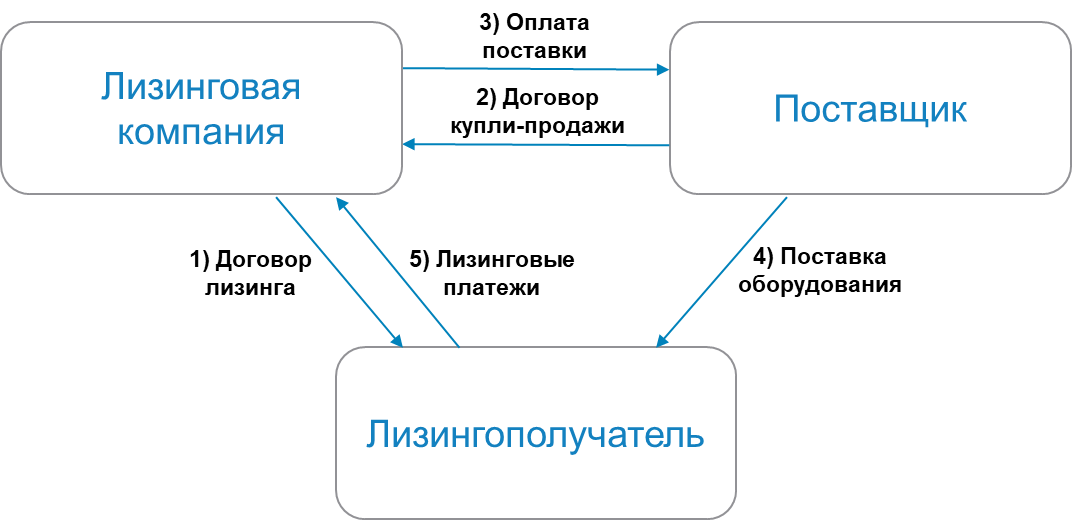 3) Оплата
поставки
Лизинговая
компания
2) Договор
купли-продажи
Поставщик
1) Договор
лизинга
5) Лизинговые
платежи
4) Поставка
оборудования
Лизингополучатель